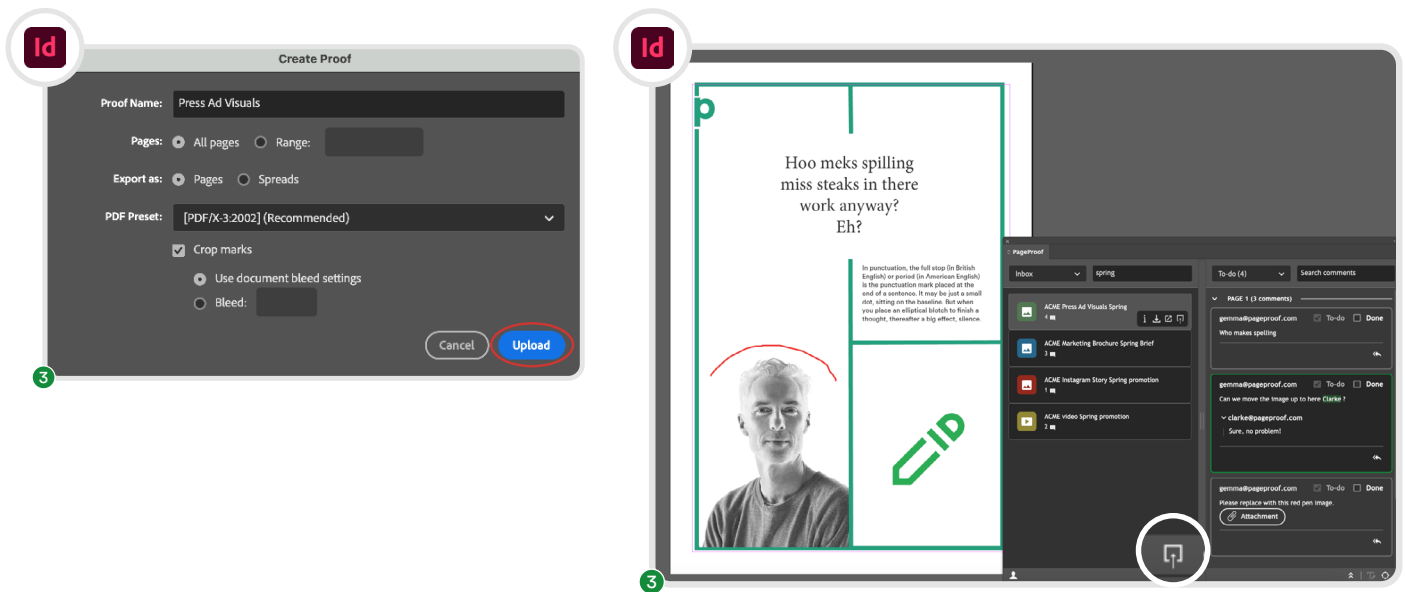 Id
Create Proof
Proof Name: Press Ad Visuals
Pages: All pages Range:
Export as: Pages Spreads
PDF Preset: [PDF/X-3:2002] (Recommended)
Crop marks
Use document bleed settings
Bleed:
Cancel Upload
3
Id
p
Hoo meks spilling
miss steaks in there
work anyway?
Eh?
In punctuation, the full stop (in British
English) or period (in American English)
is the punctuation mark placed at the
end of a sentence. It may be just a small
dot, sitting on the baseline. But when
you place an elliptical blotch to finish a
thought, thereafter a big effect, silence.
PageProof
Inbox spring
ACME Press Ad Visuals Spring
4
ACME Marketing Brochure Spring Brief
3
ACME Instagram Story Spring promotion
1
ACME video Spring promotion
2
To-do (4) Search comments
PAGE 1 (3 comments)
gemma@pageproof.com To-do Done
Who makes spelling
gemma@pageproof.com To-do Done
Can we move the image up to here Clarke ?
clarke@pageproof.com
Sure, no problem!
gemma@pageproof.com To-do Done
Please replace with this red pen image.
Attachment
3